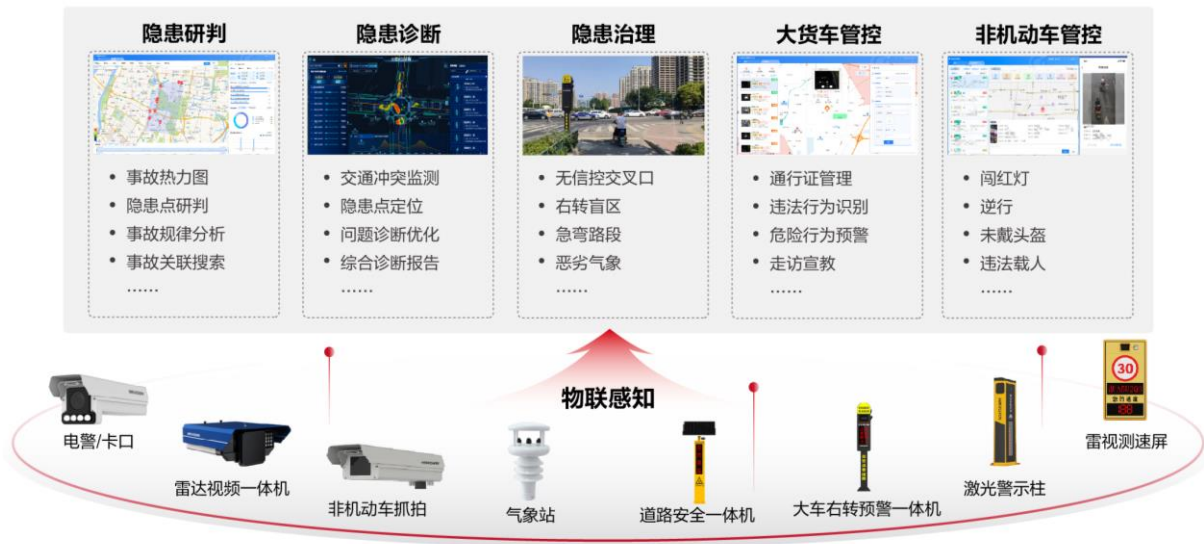 隐患研判
隐患诊断
隐患治理
大货车管控
非机动车管控
• 事故热力图
• 隐患点研判
• 事故规律分析
• 事故关联搜索
……
• 交通冲突监测
• 隐患点定位
• 问题诊断优化
• 综合诊断报告
……
• 无信控交叉口
• 右转盲区
• 急弯路段
• 恶劣气象
……
• 通行证管理
• 违法行为识别
• 危险行为预警
• 走访宣教
……
• 闯红灯
• 逆行
• 未戴头盔
• 违法载人
……
物联感知
电警/卡口
雷达视频一体机
非机动车抓拍
气象站
道路安全一体机
大车右转预警一体机
激光警示柱
30
雷视测速屏